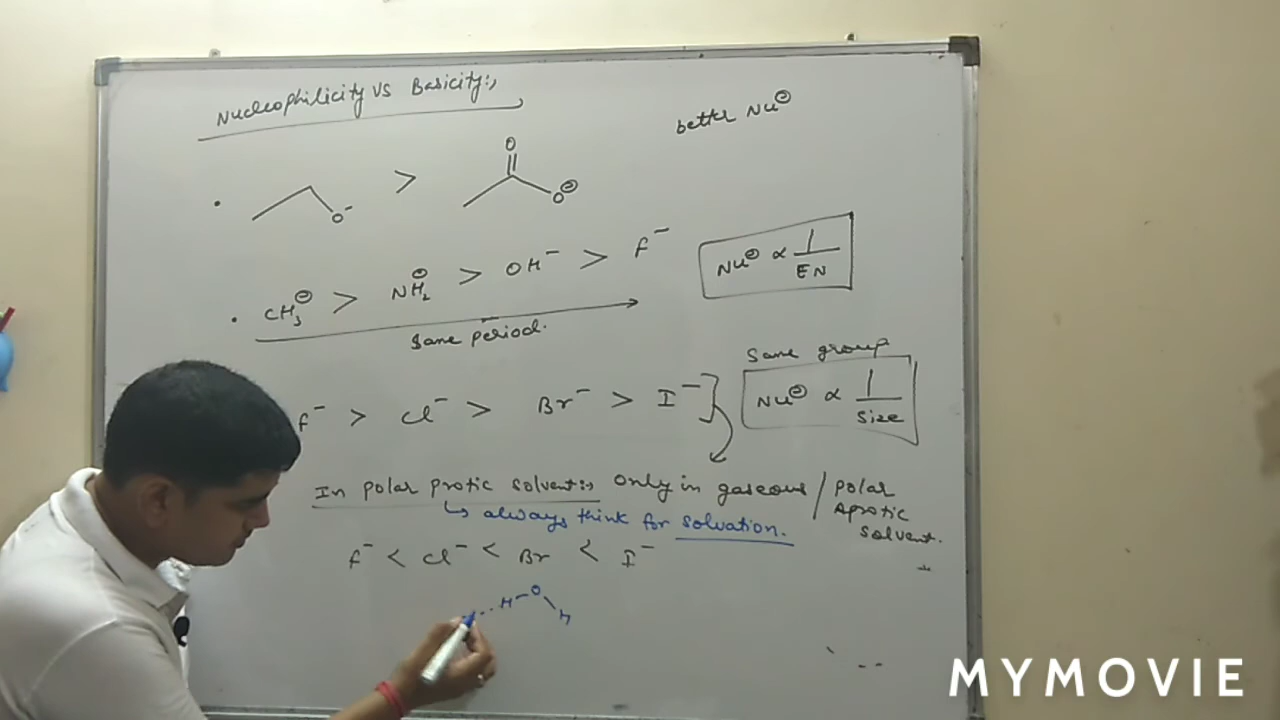 Nucleophilicity vs Basicity:,
better Nu⊖
O⁻ > O O⊖
CH₃⊖ > NH₂⊖ > OH⁻ > F⁻
Same period.
Nu⊖ ∝ 1/EN
Same group
F⁻ > Cl⁻ > Br⁻ > I⁻
Nu⊖ ∝ 1/Size
In polar protic solvent:, only in gaseous / Polar
Aprotic
solvent.
↳ always think for solvation.
F⁻ < Cl⁻ < Br < I⁻
H-O
H
MYMOVIE